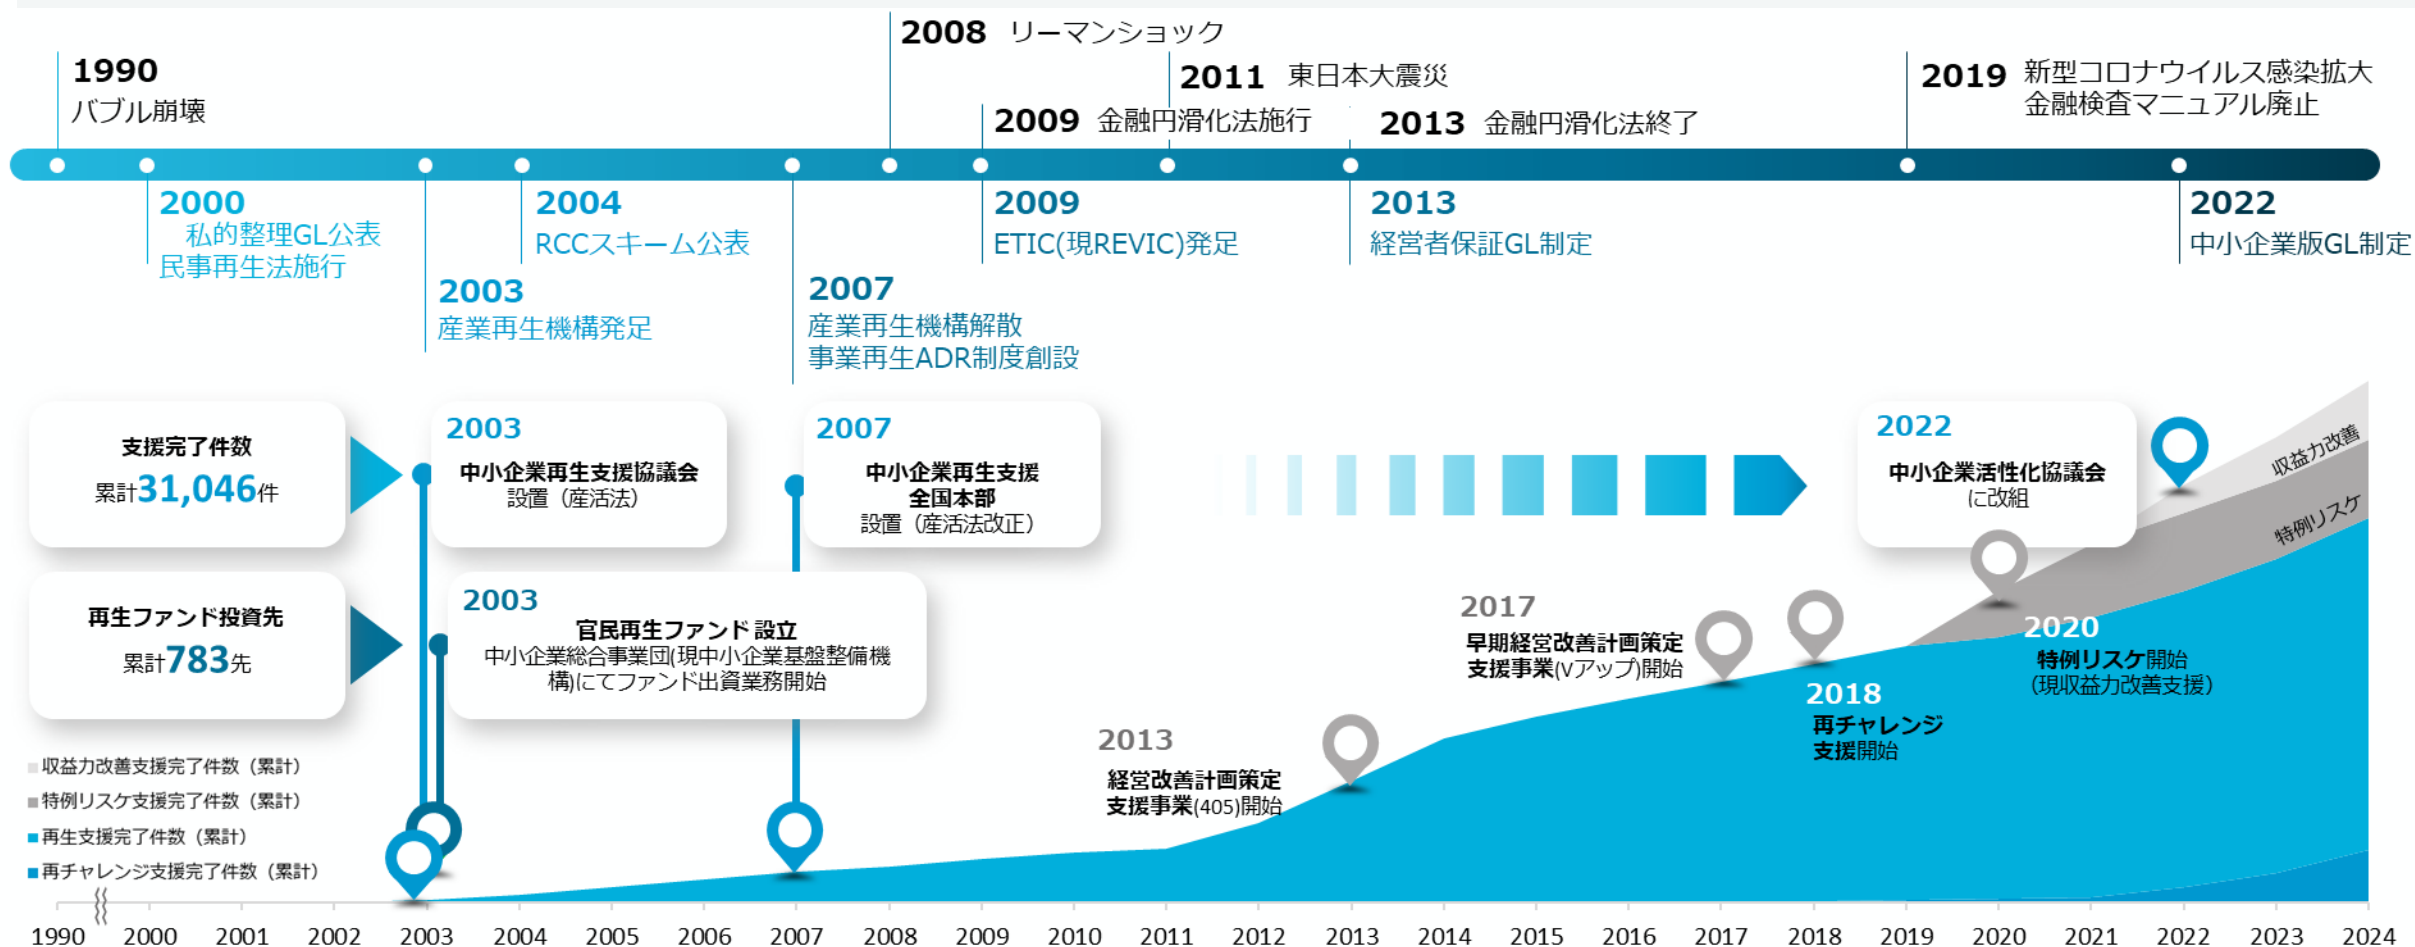 2008 リーマンショック
1990
バブル崩壊
2011 東日本大震災
2009 金融円滑化法施行
2013 金融円滑化法終了
2019 新型コロナウイルス感染拡大
金融検査マニュアル廃止
2000
私的整理GL公表
民事再生法施行
2003
産業再生機構発足
2004
RCCスキーム公表
2007
産業再生機構解散
事業再生ADR制度創設
2009
ETIC(現REVIC)発足
2013
経営者保証GL制定
2022
中小企業版GL制定
支援完了件数
累計31,046件
2003
中小企業再生支援協議会
設置（産活法）
2007
中小企業再生支援
全国本部
設置（産活法改正）
2022
中小企業活性化協議会
に改組
再生ファンド投資先
累計783先
2003
官民再生ファンド 設立
中小企業総合事業団(現中小企業基盤整備機
構)にてファンド出資業務開始
収益力改善
特例リスケ
2013
経営改善計画策定
支援事業(405)開始
2017
早期経営改善計画策定
支援事業(Vアップ)開始
2018
再チャレンジ
支援開始
2020
特例リスケ開始
（現収益力改善支援）
収益力改善支援完了件数（累計）
特例リスケ支援完了件数（累計）
再生支援完了件数（累計）
再チャレンジ支援完了件数（累計）
1990 2000 2001 2002 2003 2004 2005 2006 2007 2008 2009 2010 2011 2012 2013 2014 2015 2016 2017 2018 2019 2020 2021 2022 2023 2024